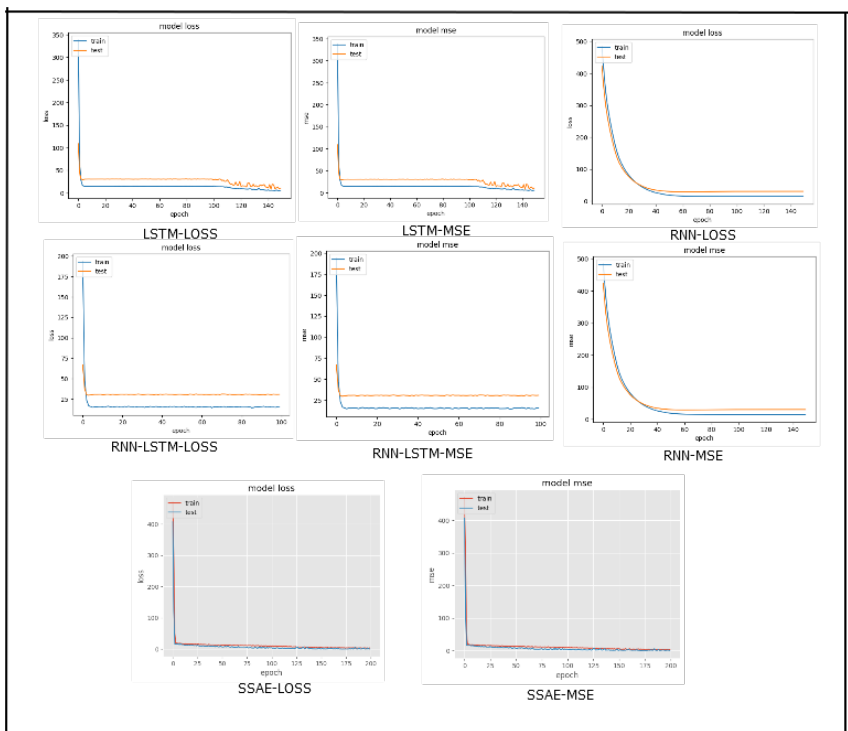 model loss
350
300
250
200
150
100
50
0
train
test
loss
0 20 40 60 80 100 120 140
epoch
LSTM-LOSS
model mse
350
300
250
200
150
100
50
0
train
test
mse
0 20 40 60 80 100 120 140
epoch
LSTM-MSE
model loss
500
400
300
200
100
0
train
test
loss
0 20 40 60 80 100 120 140
epoch
RNN-LOSS
model loss
200
175
150
125
100
75
50
25
train
test
loss
0 20 40 60 80 100
epoch
RNN-LSTM-LOSS
model mse
200
175
150
125
100
75
50
25
train
test
mse
0 20 40 60 80 100
epoch
RNN-LSTM-MSE
model mse
500
400
300
200
100
0
train
test
mse
0 20 40 60 80 100 120 140
epoch
RNN-MSE
model loss
400
300
200
100
0
train
test
loss
0 25 50 75 100 125 150 175 200
epoch
SSAE-LOSS
model mse
400
300
200
100
0
train
test
mse
0 25 50 75 100 125 150 175 200
epoch
SSAE-MSE